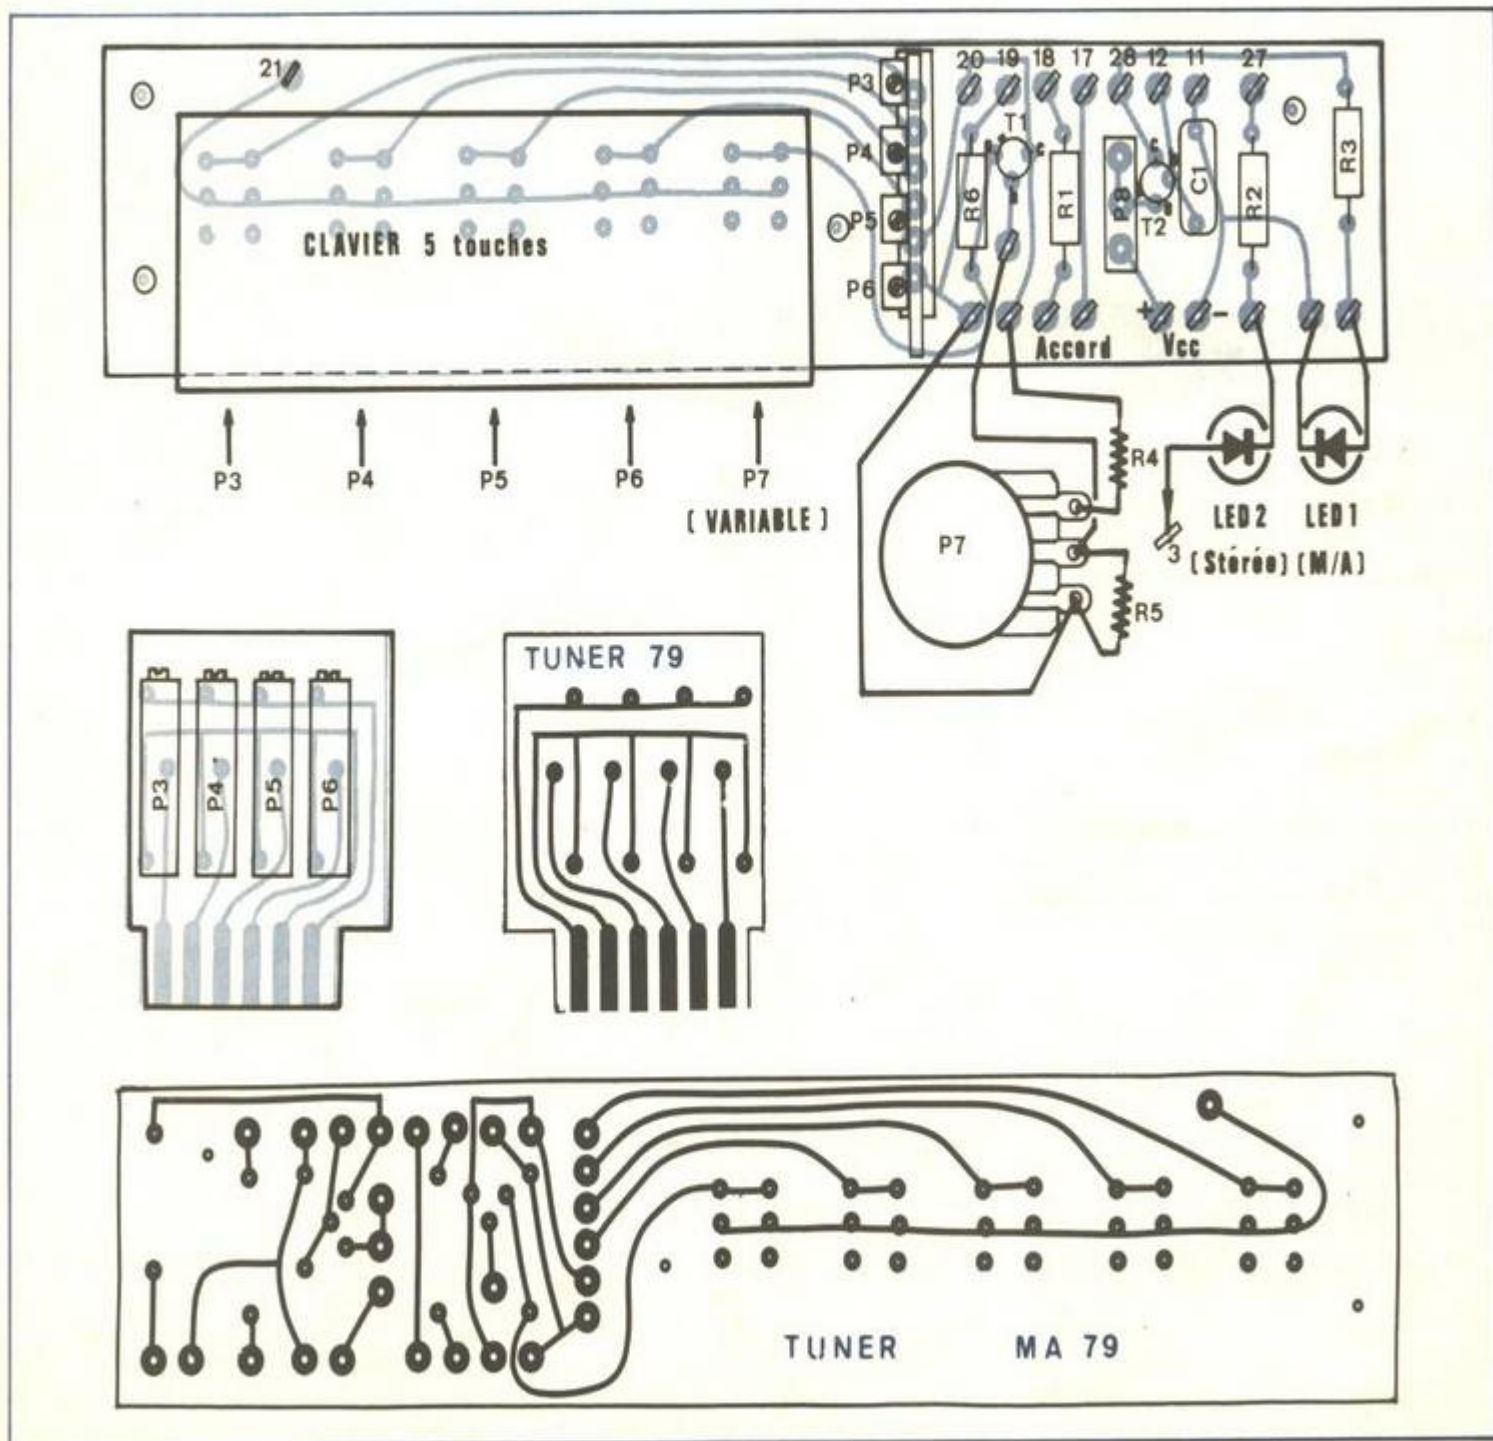 21
P3
20 19 18 17 28 12 11 27
T1
P4
R6
R1
P8
C1
R2
R3
P5
T2
CLAVIER 5 touches
P6
+ -
Accord Vcc
P3 P4 P5 P6 P7
( VARIABLE )
R4
P7
3
LED 2 LED 1
(Stéréo) (M/A)
R5
TUNER 79
P3 P4 P5 P6
TUNER MA 79